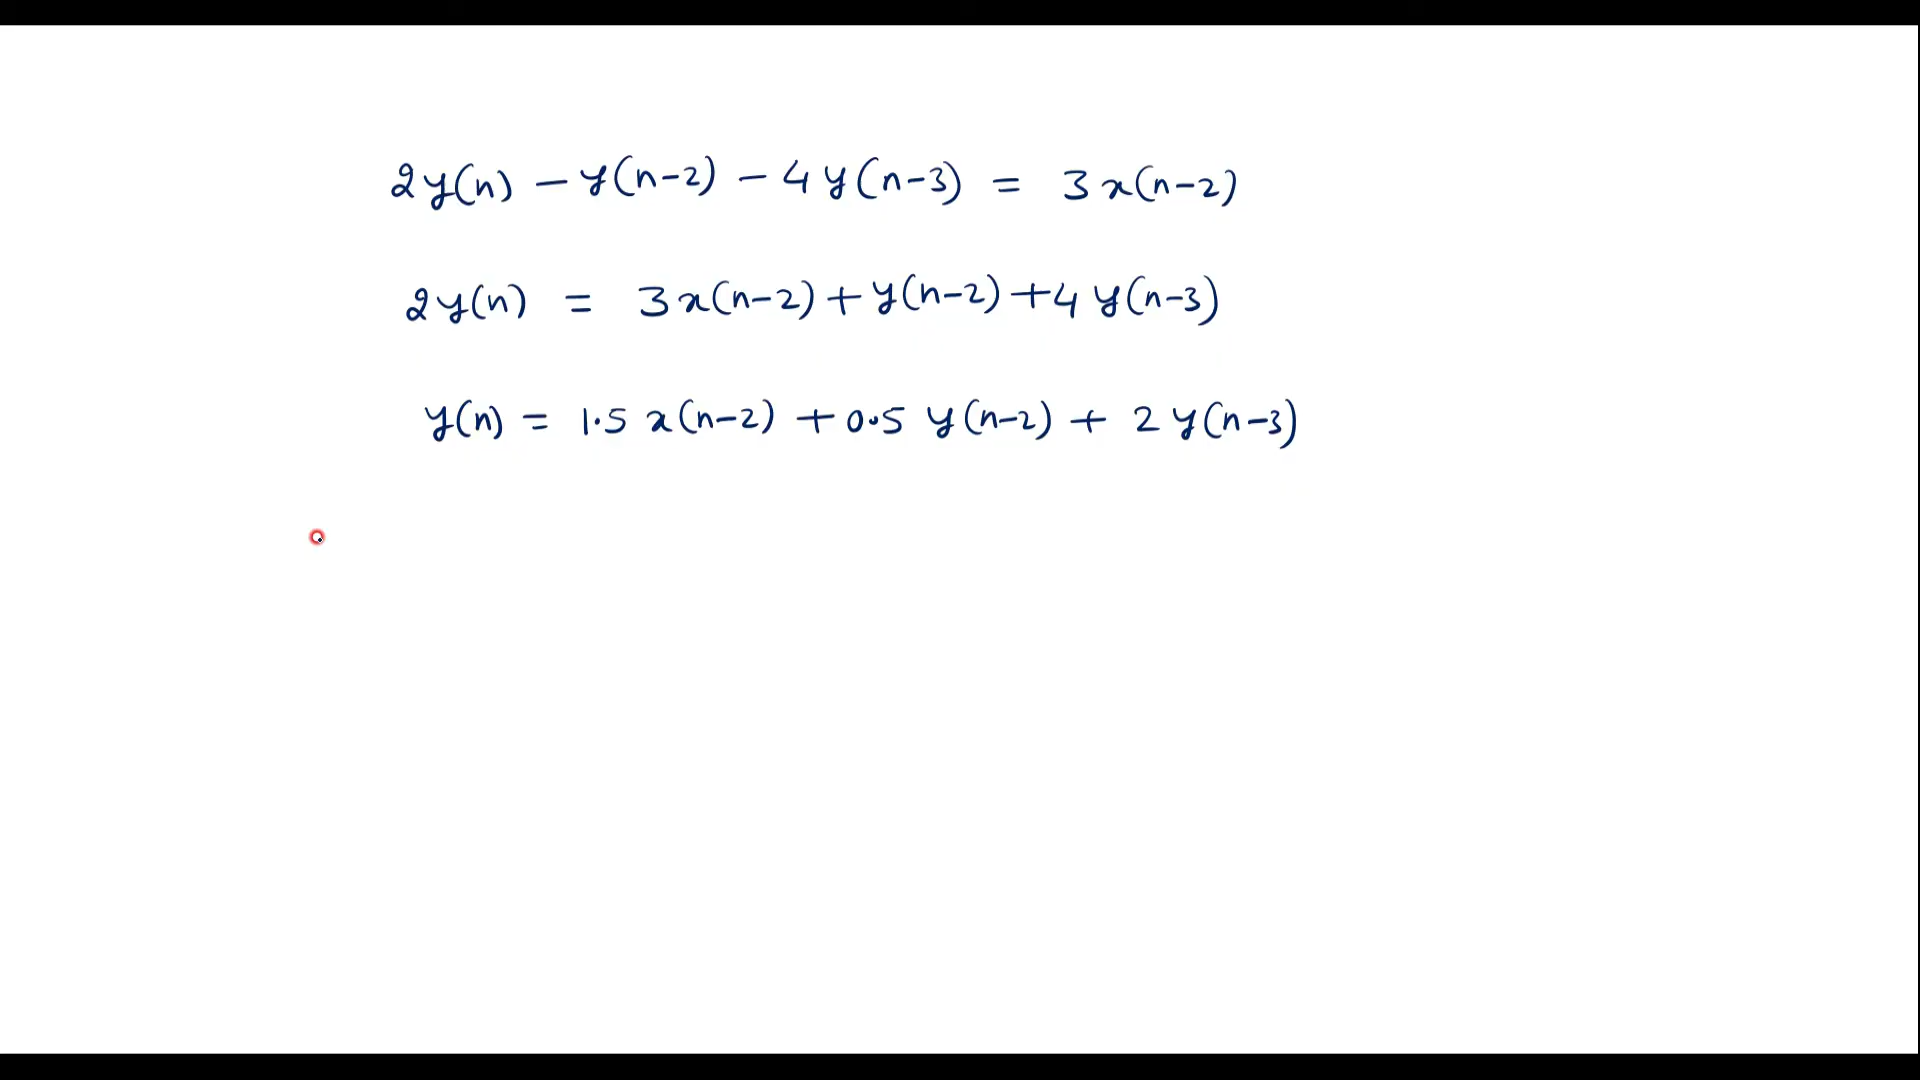 2y(n) - y(n-2) - 4y(n-3) = 3x(n-2)
2y(n) = 3x(n-2) + y(n-2) + 4y(n-3)
y(n) = 1.5 x(n-2) + 0.5 y(n-2) + 2y(n-3)